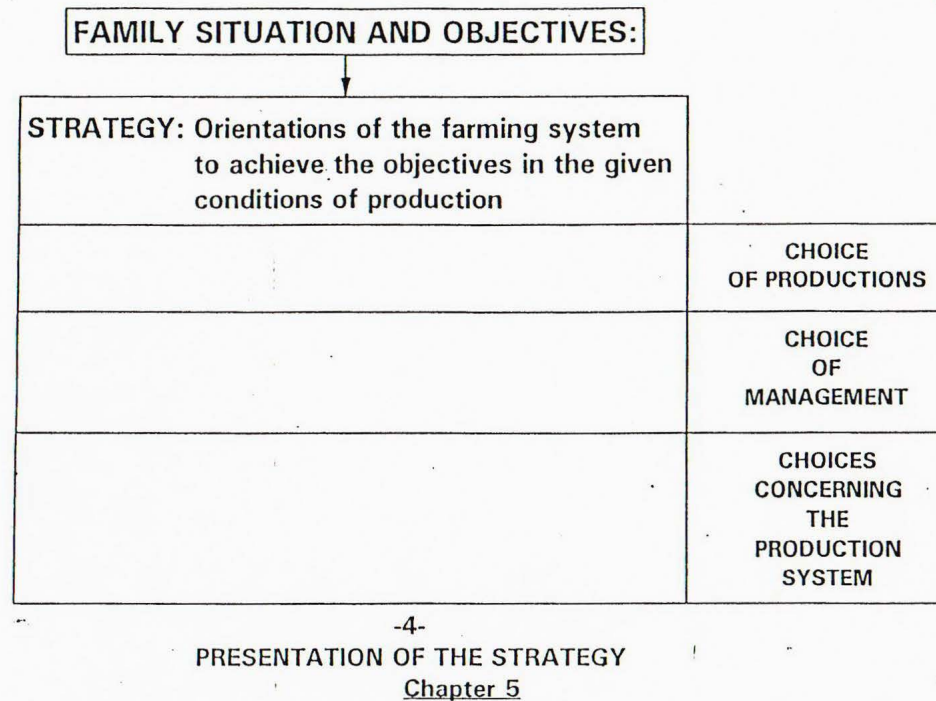 FAMILY SITUATION AND OBJECTIVES:
STRATEGY: Orientations of the farming system
to achieve the objectives in the given
conditions of production
CHOICE
OF PRODUCTIONS
CHOICE
OF
MANAGEMENT
CHOICES
CONCERNING
THE
PRODUCTION
SYSTEM
-4-
PRESENTATION OF THE STRATEGY
Chapter 5